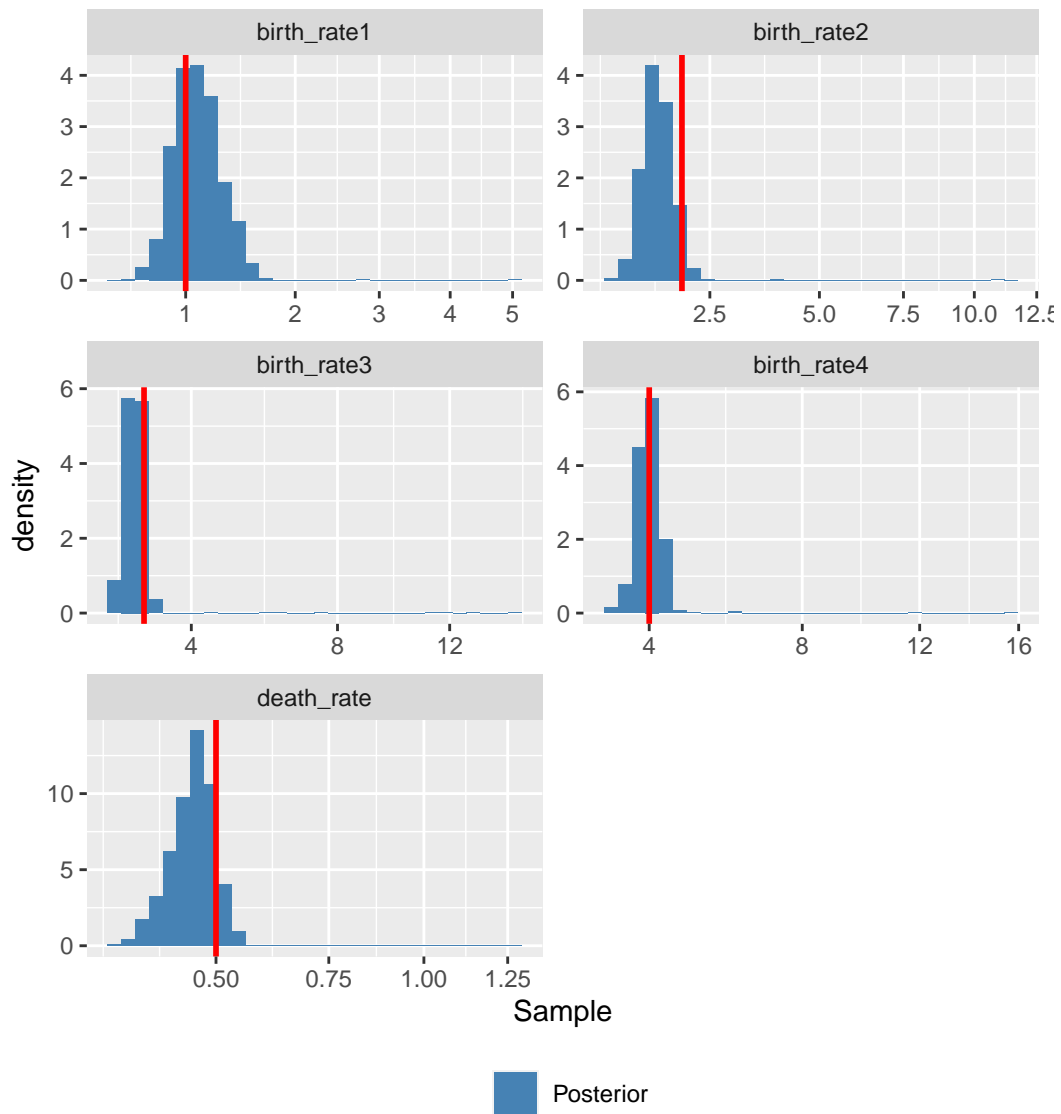 birth_rate1 birth_rate2
4 4
3 3
2 2
1 1
0 0
1 2 3 4 5 2.5 5.0 7.5 10.0 12.5
birth_rate3 birth_rate4
6 6
4 4
2 2
0 0
4 8 12 4 8 12 16
density
death_rate
10
5
0
0.50 0.75 1.00 1.25
Sample
Posterior